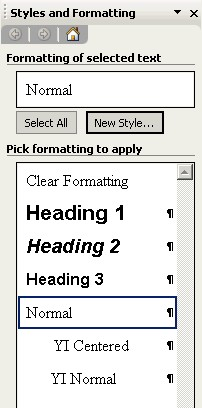 Styles and Formatting
Formatting of selected text
Normal
Select All New Style...
Pick formatting to apply
Clear Formatting
Heading 1 ¶
Heading 2 ¶
Heading 3 ¶
Normal ¶
YI Centered ¶
YI Normal ¶